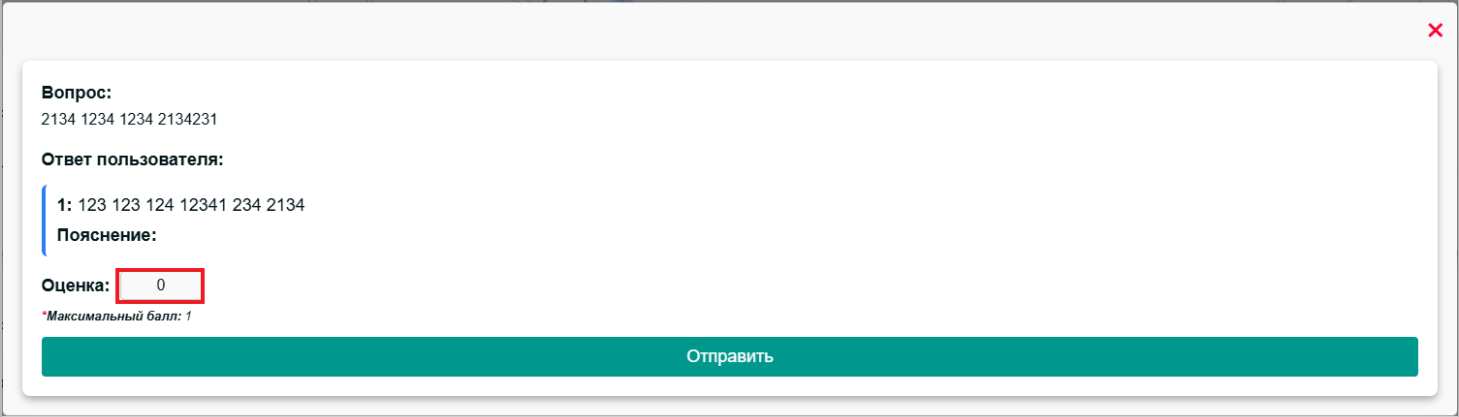 Вопрос:
2134 1234 1234 2134231
Ответ пользователя:
1: 123 123 124 12341 234 2134
Пояснение:
Оценка: 0
*Максимальный балл: 1
Отправить